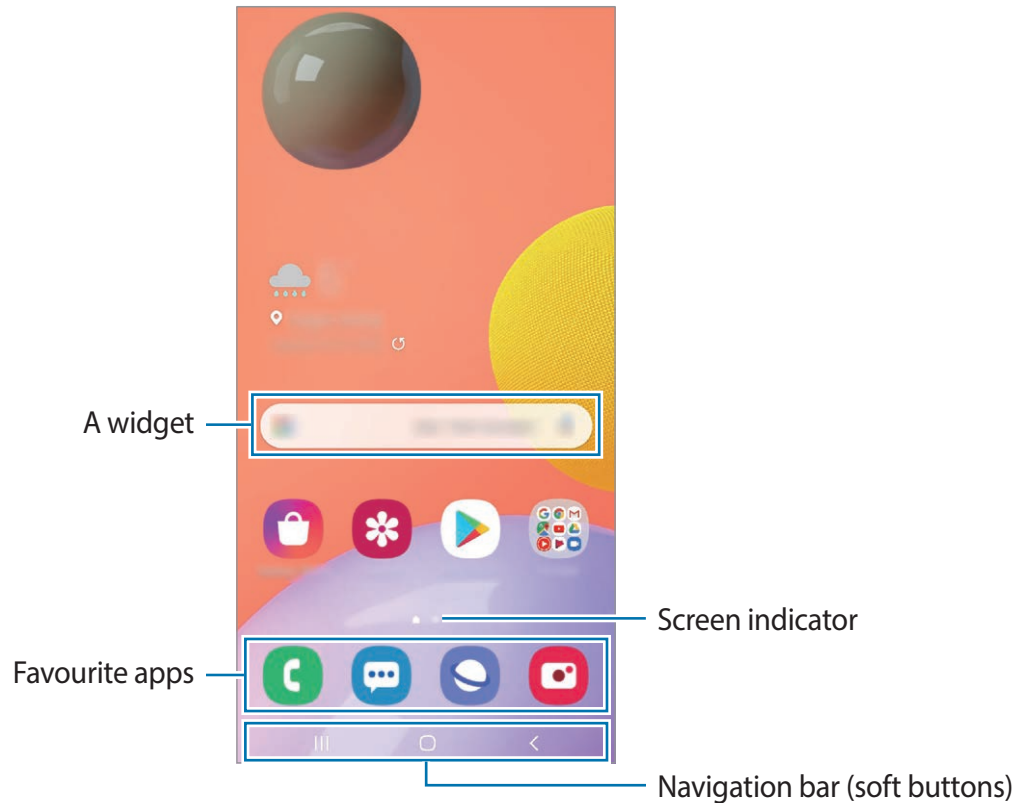 A widget
Screen indicator
Favourite apps
Navigation bar (soft buttons)